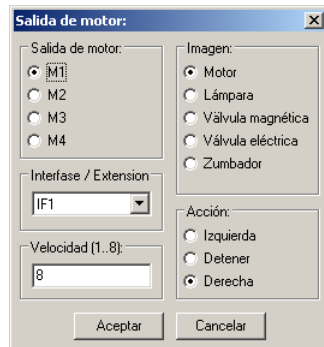 Salida de motor:
Salida de motor:
M1
M2
M3
M4
Interfase / Extension
IF1
Velocidad (1..8):
8
Imagen:
Motor
Lámpara
Välvula magnética
Válvula eléctrica
Zumbador
Acción:
Izquierda
Detener
Derecha
Aceptar
Cancelar